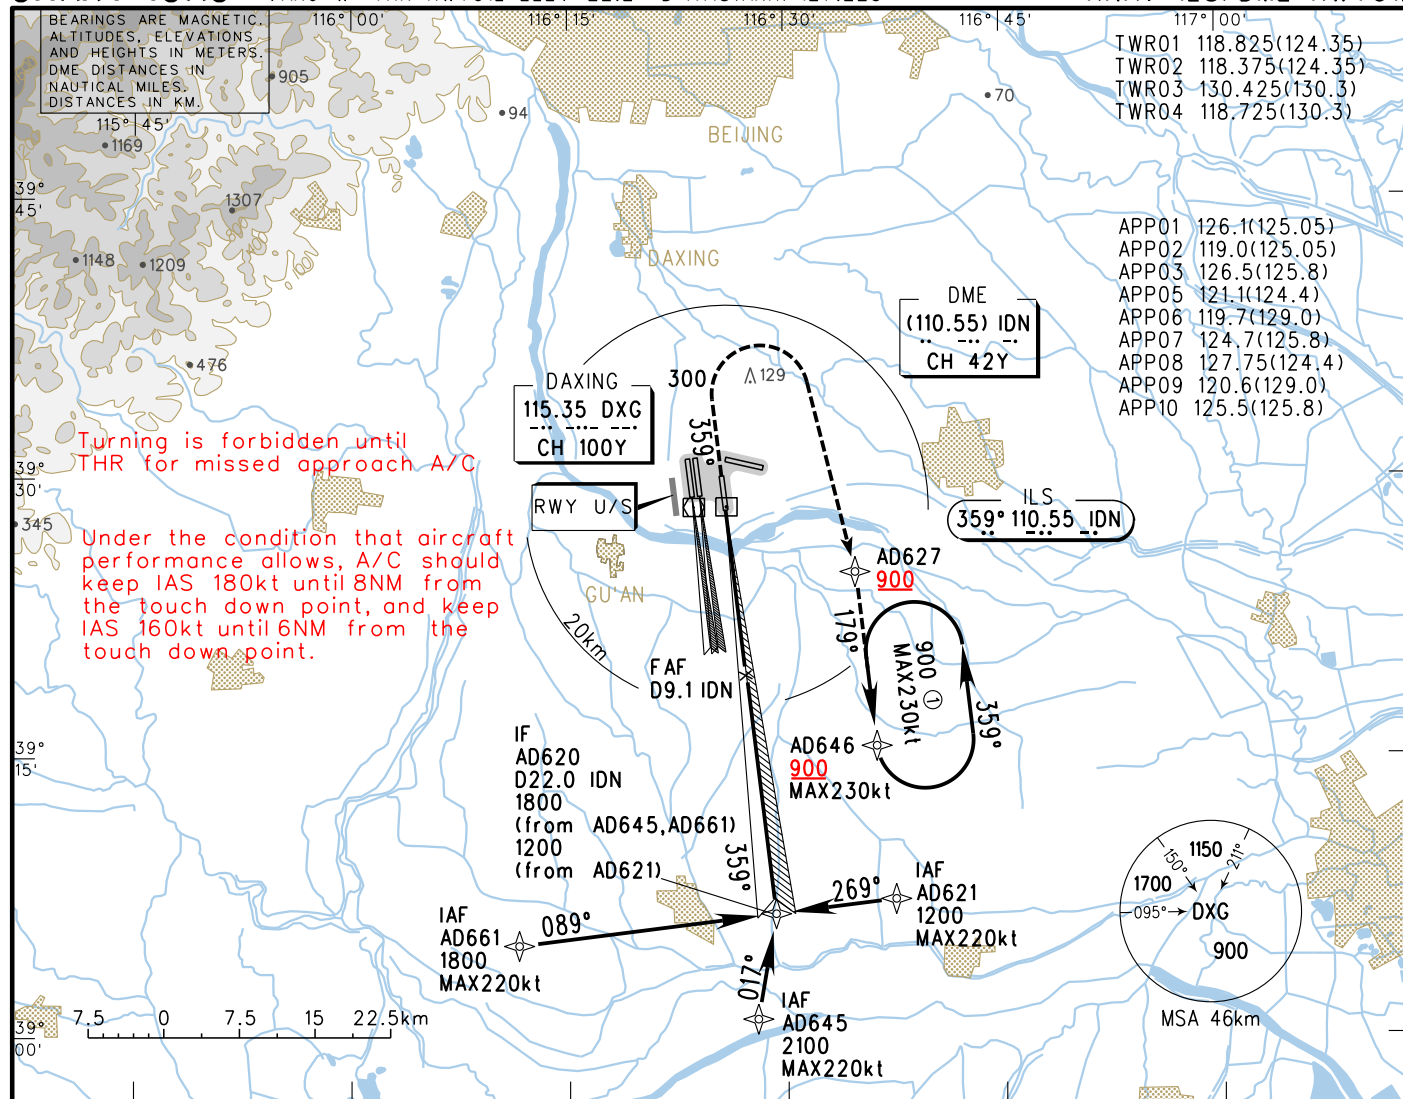 116°00'
116°15'
116°30'
116°45'
117°00'
BEARINGS ARE MAGNETIC.
ALTITUDES, ELEVATIONS
AND HEIGHTS IN METERS.
DME DISTANCES IN
NAUTICAL MILES.
DISTANCES IN KM.
115°45'
905
94
70
1169
1307
1148
1209
476
345
800
400
100
BEIJING
DAXING
TWR01 118.825(124.35)
TWR02 118.375(124.35)
TWR03 130.425(130.3)
TWR04 118.725(130.3)
39°
45'
APP01 126.1(125.05)
APP02 119.0(125.05)
APP03 126.5(125.8)
APP05 121.1(124.4)
APP06 119.7(129.0)
APP07 124.7(125.8)
APP08 127.75(124.4)
APP09 120.6(129.0)
APP10 125.5(125.8)
DME
(110.55) IDN
CH 42Y
DAXING
115.35 DXG
CH 100Y
300
129
359°
Turning is forbidden until
THR for missed approach A/C
39°
30'
RWY U/S
ILS
359° 110.55 IDN
Under the condition that aircraft
performance allows, A/C should
keep IAS 180kt until 8NM from
the touch down point, and keep
IAS 160kt until 6NM from the
touch down point.
GU'AN
20km
AD627
900
179°
900 ①
MAX230kt
359°
FAF
D9.1 IDN
AD646
900
MAX230kt
39°
15'
IF
AD620
D22.0 IDN
1800
(from AD645,AD661)
1200
(from AD621)
359°
269°
IAF
AD621
1200
MAX220kt
IAF
AD661
1800
MAX220kt
089°
017°
IAF
AD645
2100
MAX220kt
1150
150°
211°
1700
095°
DXG
900
MSA 46km
39°
00'
7.5 0 7.5 15 22.5km